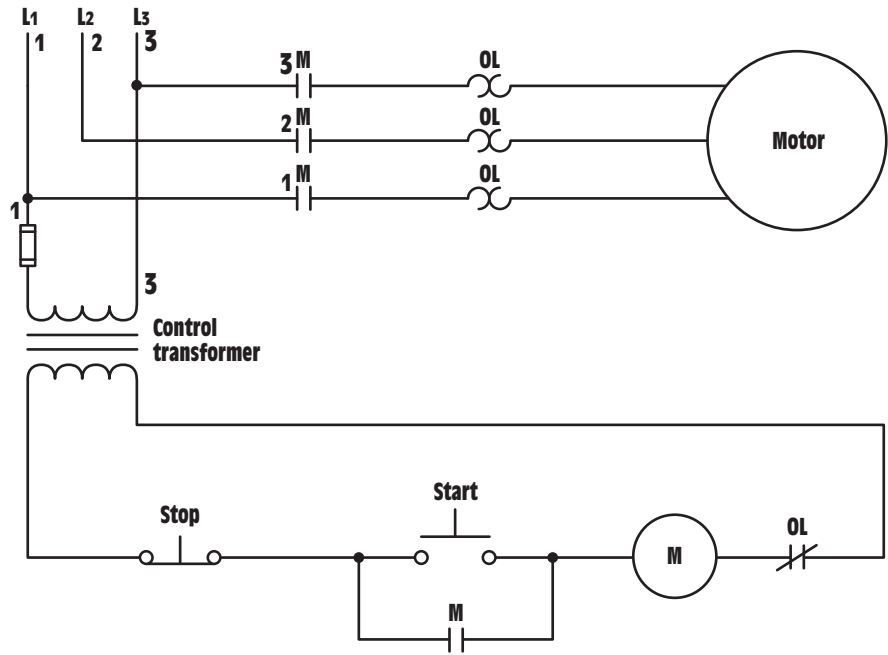 L1 L2 L3
1 2 3
3 M OL
2 M OL
Motor
1 M OL
1
3
Control
transformer
Start
Stop
OL
M
M